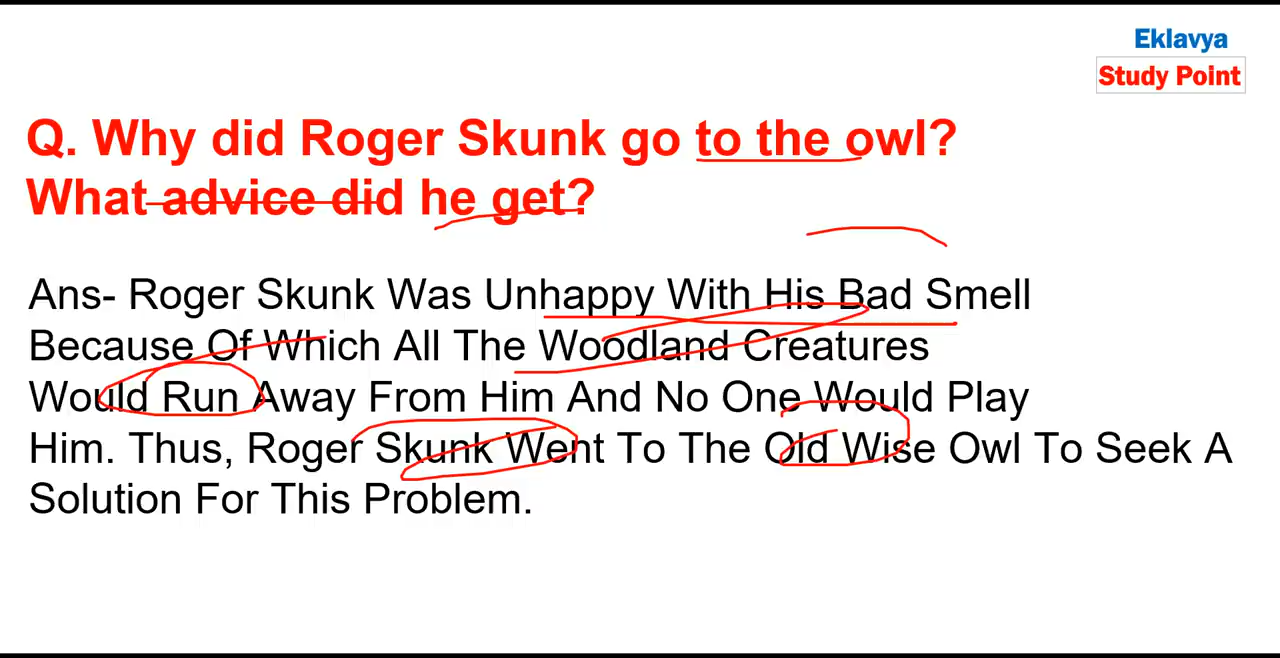 Eklavya
Study Point
Q. Why did Roger Skunk go to the owl?
What advice did he get?
Ans- Roger Skunk Was Unhappy With His Bad Smell
Because Of Which All The Woodland Creatures
Would Run Away From Him And No One Would Play
Him. Thus, Roger Skunk Went To The Old Wise Owl To Seek A
Solution For This Problem.